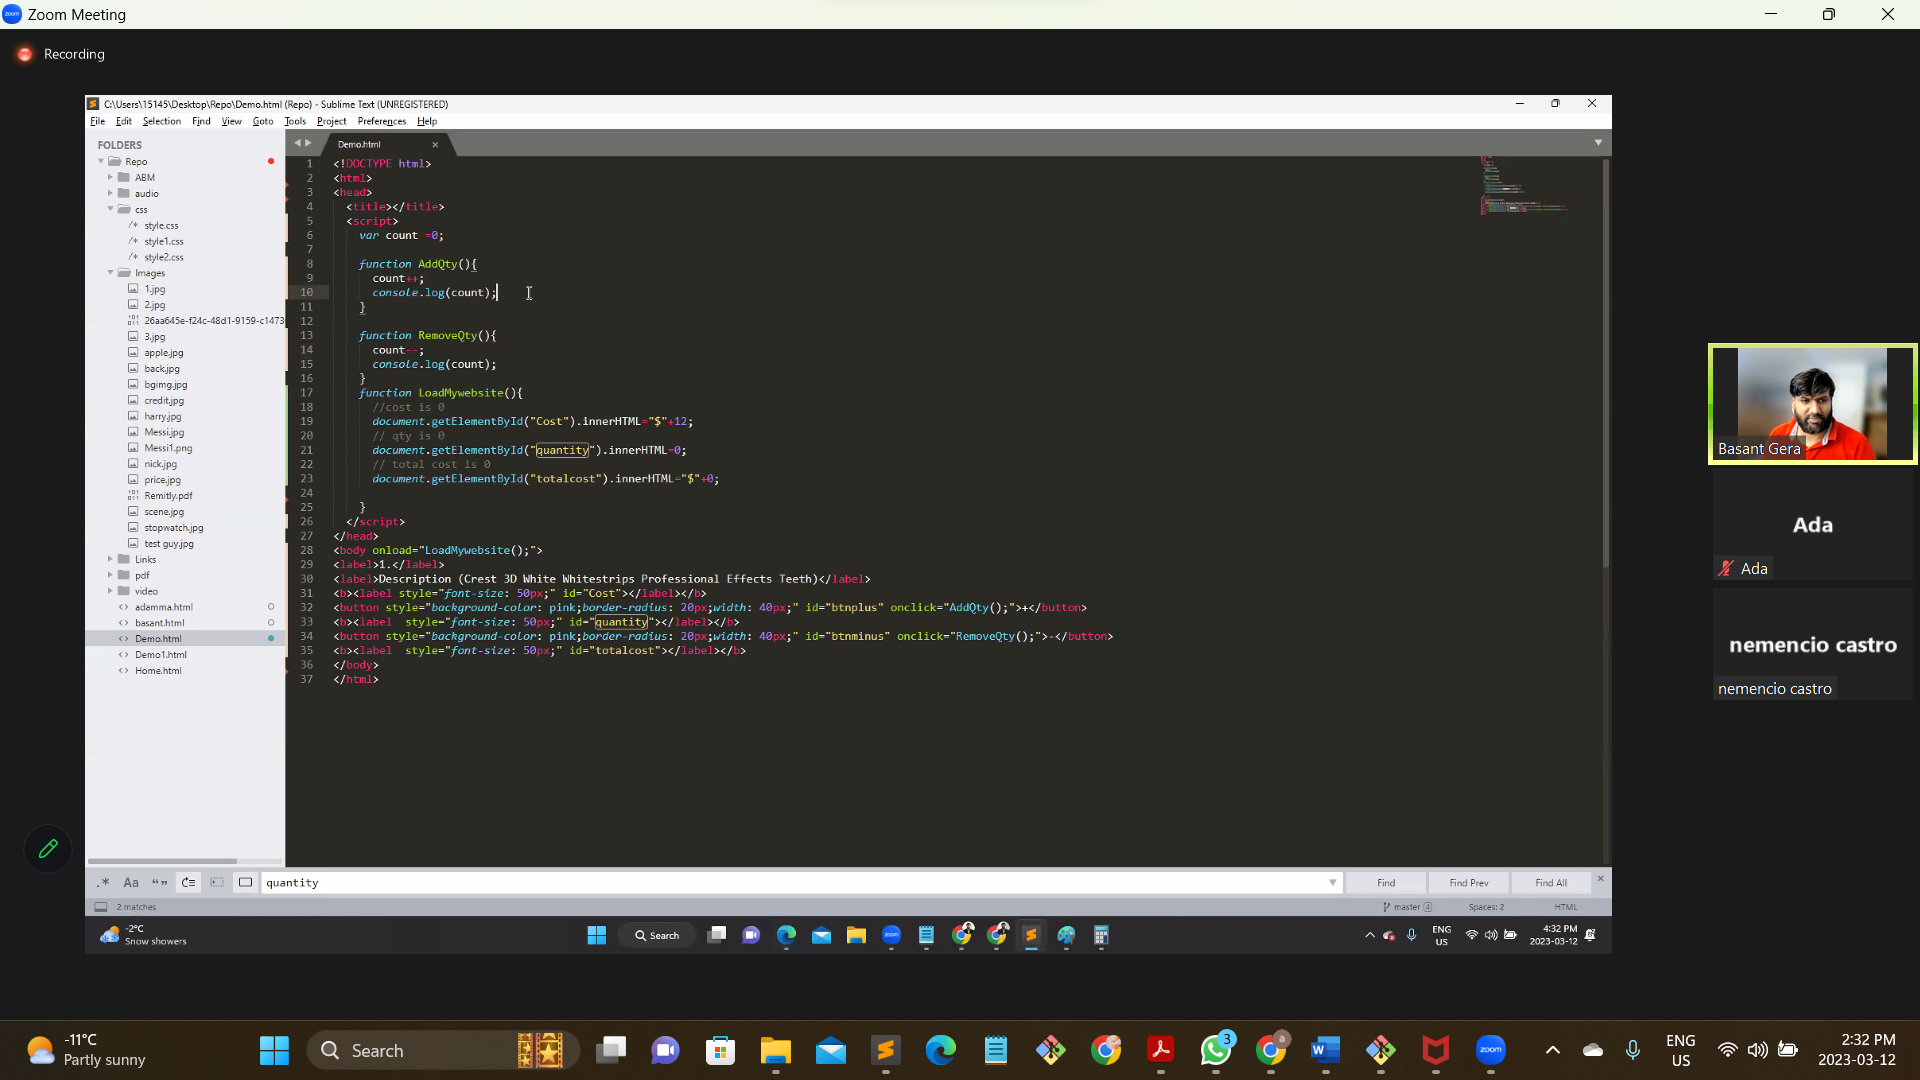 Zoom Meeting
Recording
C:\Users\15145\Desktop\Repo\Demo.html (Repo) - Sublime Text (UNREGISTERED)
File Edit Selection Find View Goto Tools Project Preferences Help
FOLDERS
Repo
ABM
audio
css
style.css
style1.css
style2.css
Images
1.jpg
2.jpg
26aa645e-f24c-48d1-9159-c1473
3.jpg
apple.jpg
back.jpg
bgimg.jpg
credit.jpg
harry.jpg
Messi.jpg
Messi1.png
nick.jpg
price.jpg
Remitly.pdf
scene.jpg
stopwatch.jpg
test guy.jpg
Links
pdf
video
adamma.html
basant.html
Demo.html
Demo1.html
Home.html
Demo.html
1 <!DOCTYPE html>
2 <html>
3 <head>
4 <title></title>
5 <script>
6 var count =0;
7
8 function AddQty(){
9 count++;
10 console.log(count);
11 }
12
13 function RemoveQty(){
14 count--;
15 console.log(count);
16 }
17 function LoadMywebsite(){
18 //cost is 0
19 document.getElementById("Cost").innerHTML="$"+12;
20 // qty is 0
21 document.getElementById("quantity").innerHTML=0;
22 // total cost is 0
23 document.getElementById("totalcost").innerHTML="$"+0;
24
25 }
26 </script>
27 </head>
28 <body onload="LoadMywebsite();">
29 <label>1.</label>
30 <label>Description (Crest 3D White Whitestrips Professional Effects Teeth)</label>
31 <b><label style="font-size: 50px;" id="Cost"></label></b>
32 <button style="background-color: pink;border-radius: 20px;width: 40px;" id="btnplus" onclick="AddQty();">+</button>
33 <b><label  style="font-size: 50px;" id="quantity"></label></b>
34 <button style="background-color: pink;border-radius: 20px;width: 40px;" id="btnminus" onclick="RemoveQty();">-</button>
35 <b><label  style="font-size: 50px;" id="totalcost"></label></b>
36 </body>
37 </html>
Basant Gera
Ada
Ada
nemencio castro
nemencio castro
.* Aa “ ” quantity Find Find Prev Find All
2 matches master 4 Spaces: 2 HTML
-2°C
Snow showers
Search
zoom
ENG
US
4:32 PM
2023-03-12
-11°C
Partly sunny
Search
3
a
zoom
ENG
US
2:32 PM
2023-03-12